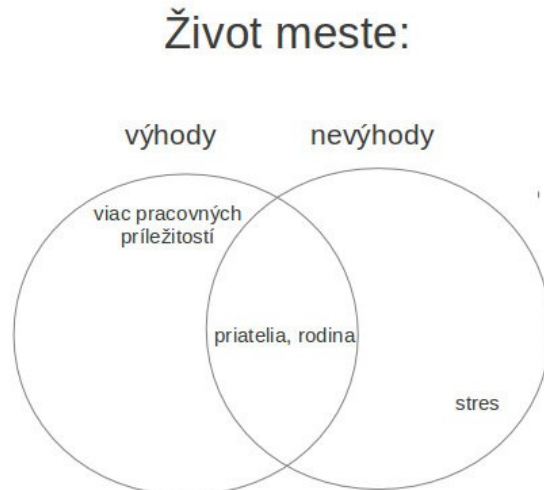 Život meste:
výhody
nevýhody
viac pracovných
príležitostí
priatelia, rodina
stres